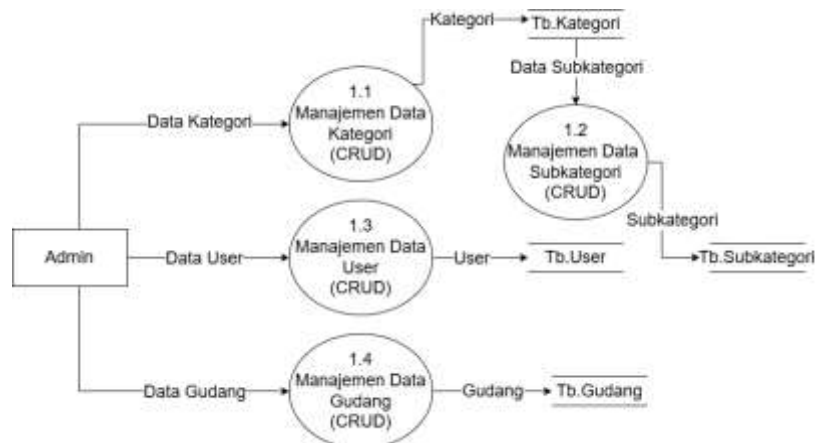 Kategori
Tb.Kategori
Data Subkategori
1.1
Manajemen Data
Kategori
(CRUD)
Data Kategori
1.2
Manajemen Data
Subkategori
(CRUD)
Subkategori
Tb.Subkategori
Admin
Data User
1.3
Manajemen Data
User
(CRUD)
User
Tb.User
Data Gudang
1.4
Manajemen Data
Gudang
(CRUD)
Gudang
Tb.Gudang